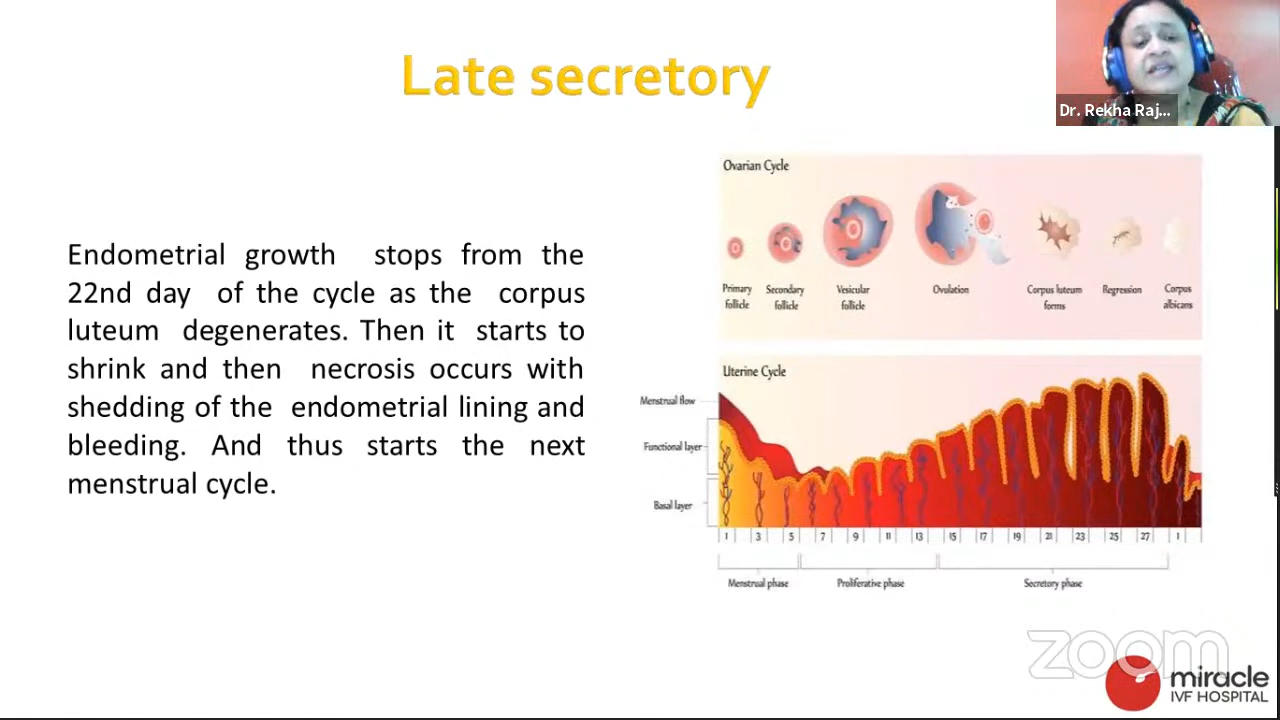 Late secretory
Dr. Rekha Raj...
Endometrial growth stops from the
22nd day of the cycle as the corpus
luteum degenerates. Then it starts to
shrink and then necrosis occurs with
shedding of the endometrial lining and
bleeding. And thus starts the next
menstrual cycle.
Ovarian Cycle
Primary
follicle
Secondary
follicle
Vesicular
follicle
Ovulation
Corpus luteum
forms
Regression
Corpus
albicans
Uterine Cycle
Menstrual flow
Functional layer
Basal layer
1 3 5 7 9 11 13 15 17 19 21 23 25 27 1
Menstrual phase
Proliferative phase
Secretory phase
zoom
miracle
IVF HOSPITAL